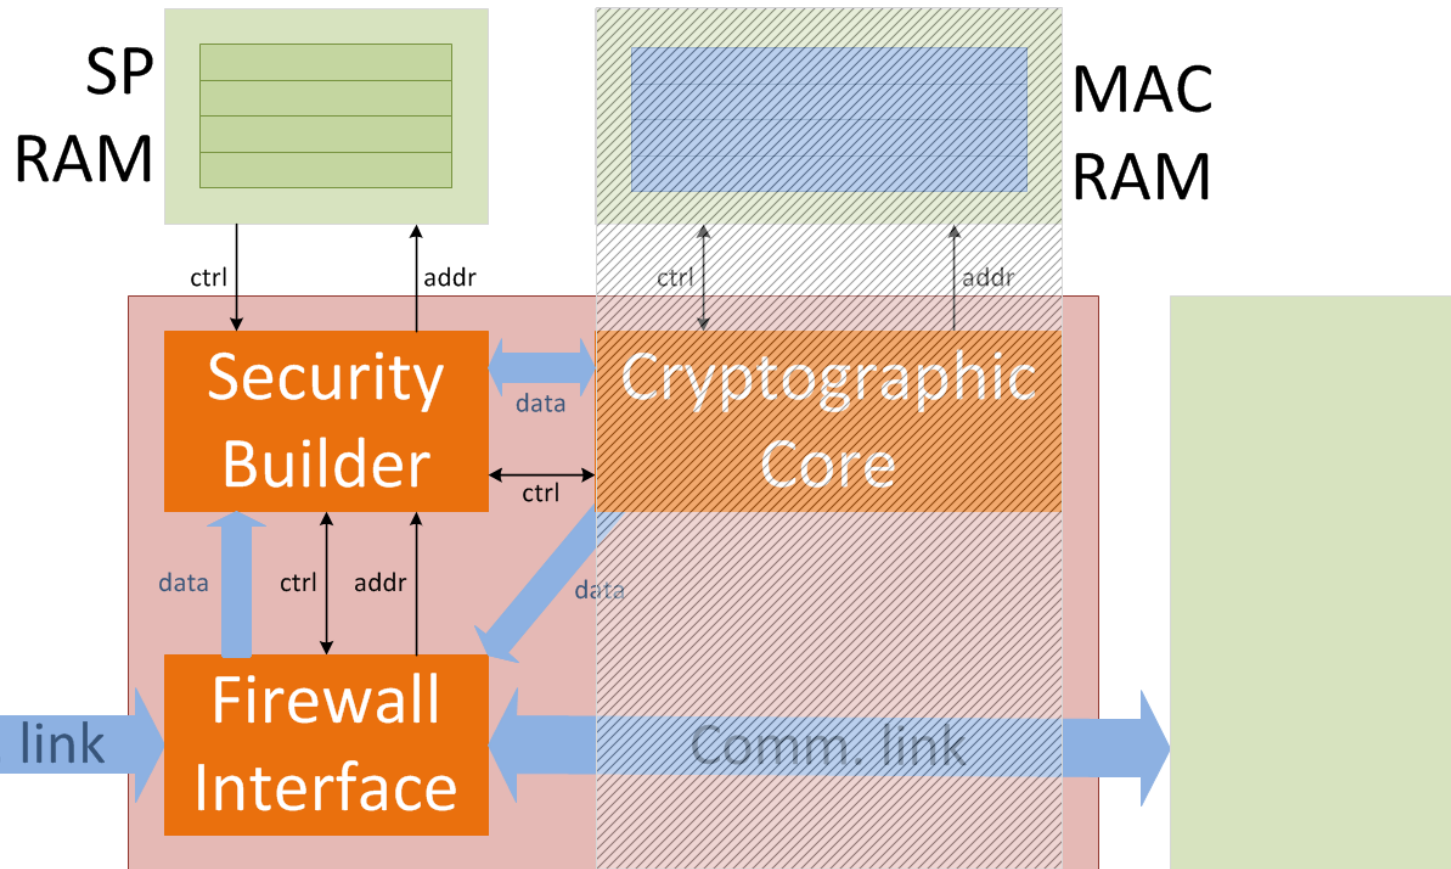 SP
RAM
MAC
RAM
ctrl
addr
ctrl
addr
Security
Builder
data
ctrl
Cryptographic
Core
data
ctrl
addr
data
Firewall
Interface
link
Comm. link